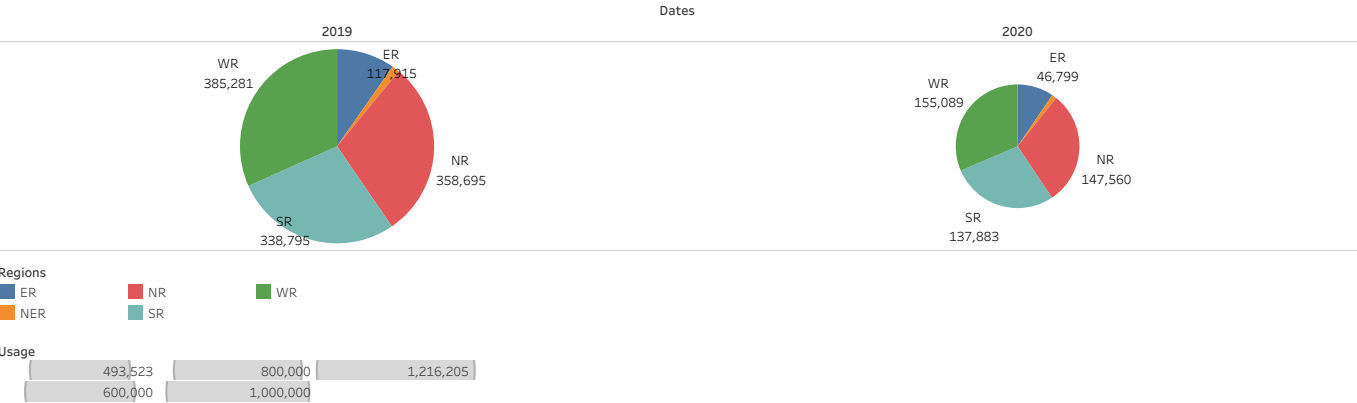 Dates
2019
2020
ER
117,915
NR
358,695
SR
338,795
WR
385,281
ER
46,799
NR
147,560
SR
137,883
WR
155,089
Regions
ER
NR
WR
NER
SR
Usage
493,523
800,000
1,216,205
600,000
1,000,000